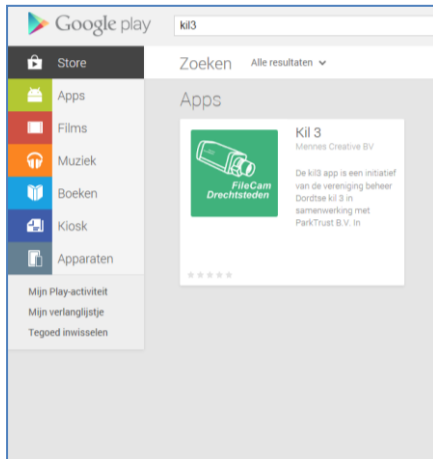 Google play
kil3
Store
Zoeken Alle resultaten
Apps
Apps
Films
Muziek
Boeken
Kiosk
Apparaten
Mijn Play-activiteit
Mijn verlanglijstje
Tegoed inwisselen
FileCam
Drechtsteden
Kil 3
Mennes Creative BV
De kil3 app is een initiatief
van de vereniging beheer
Dordtse kil 3 in
samenwerking met
ParkTrust B.V. In